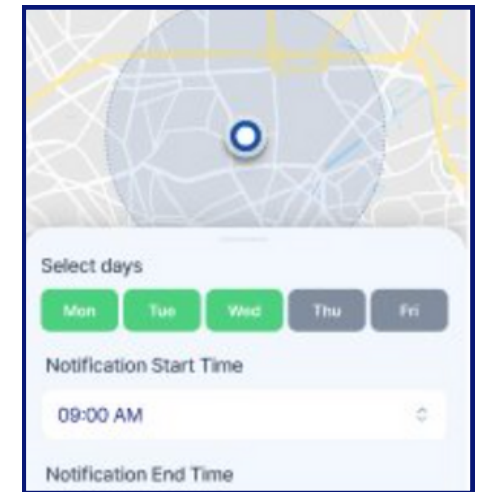 Select days
Mon Tue Wed Thu Fri
Notification Start Time
09:00 AM
Notification End Time